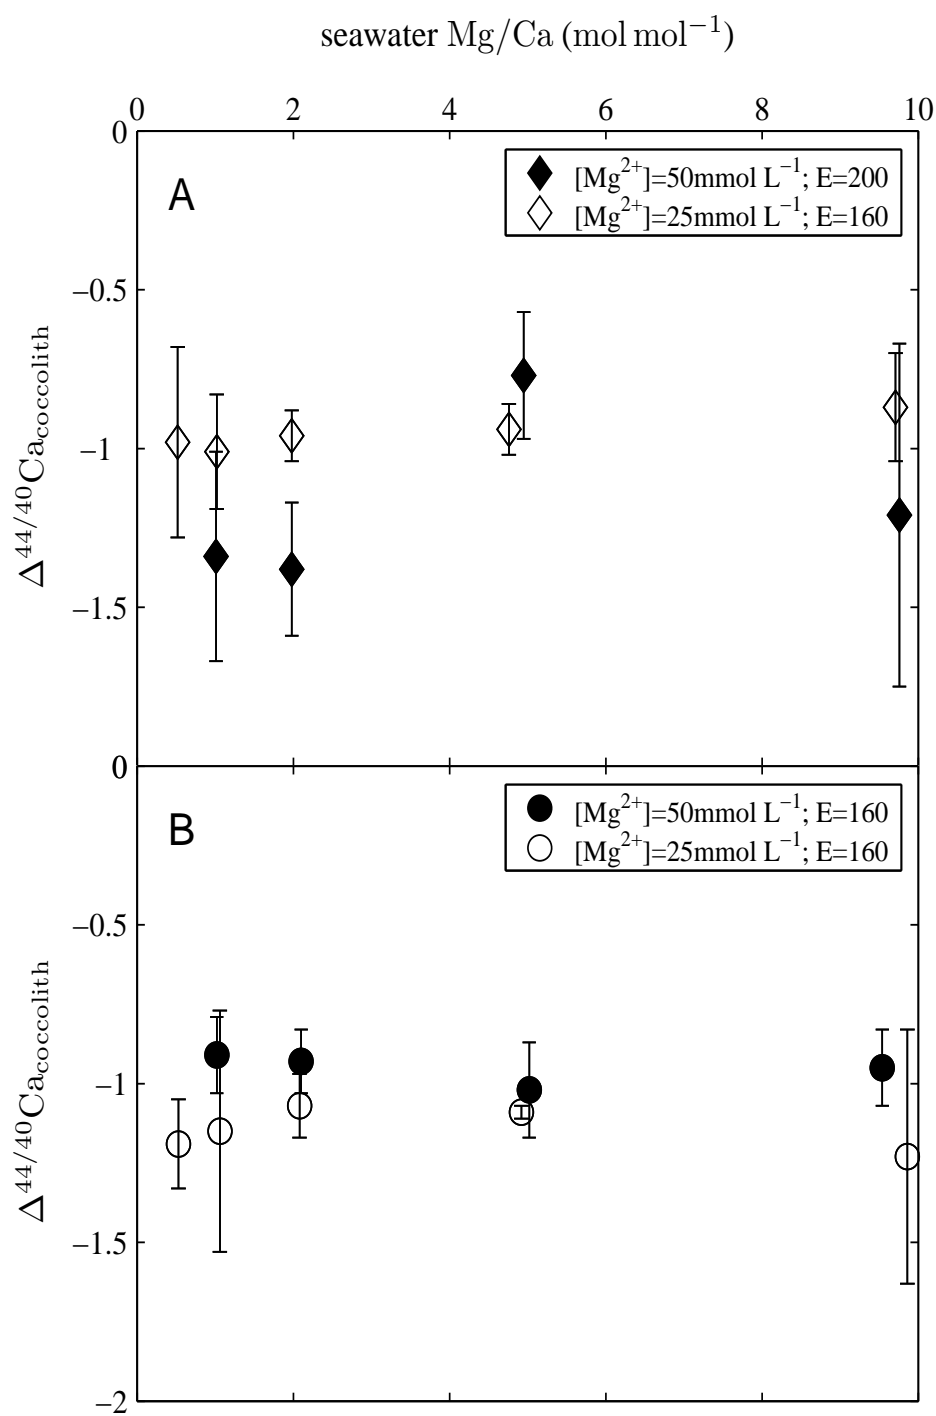 seawater Mg/Ca (mol mol⁻¹)
0 2 4 6 8 10
0
A
[Mg²⁺]=50mmol L⁻¹; E=200
[Mg²⁺]=25mmol L⁻¹; E=160
−0.5
Δ⁴⁴/⁴⁰Ca_coccolith
−1
−1.5
0
B
[Mg²⁺]=50mmol L⁻¹; E=160
[Mg²⁺]=25mmol L⁻¹; E=160
−0.5
Δ⁴⁴/⁴⁰Ca_coccolith
−1
−1.5
−2